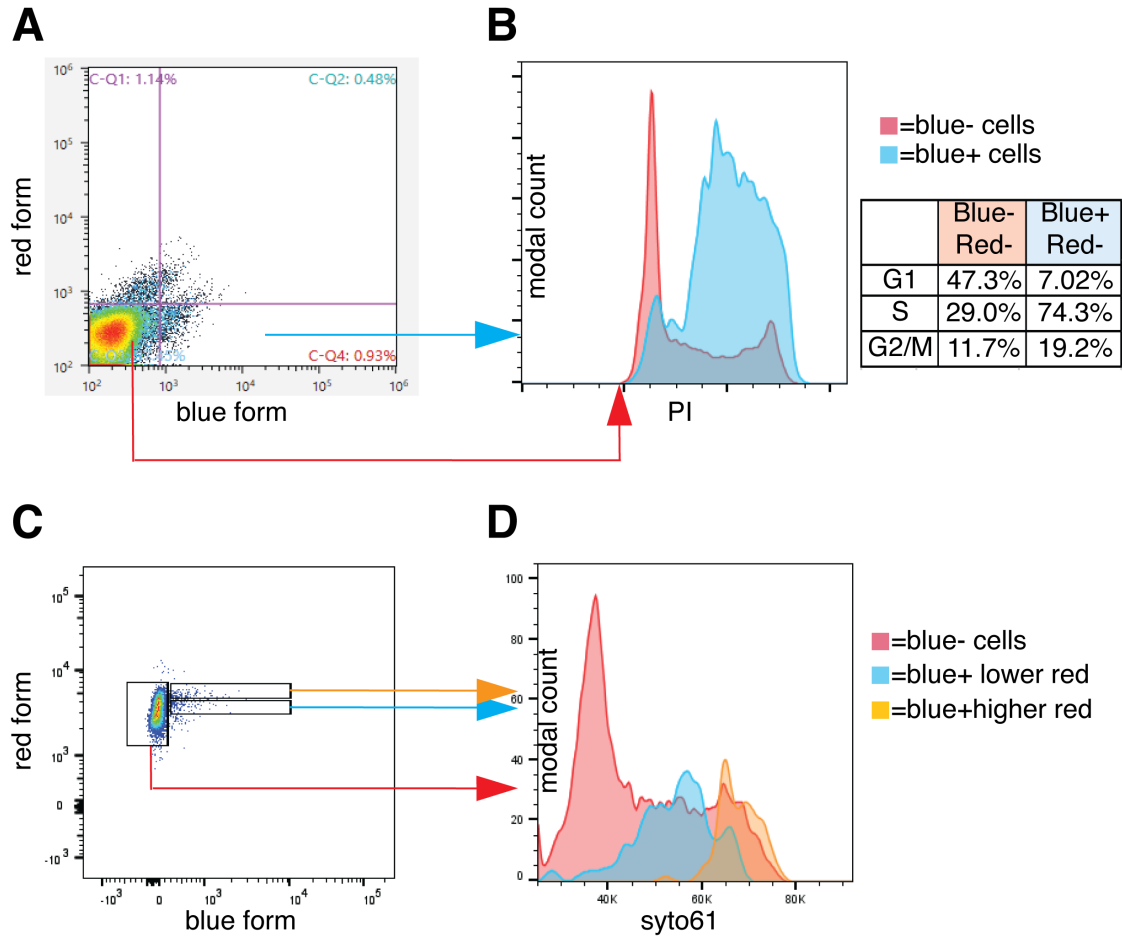 A
B
10^6
C-Q1: 1.14%
C-Q2: 0.48%
10^5
10^4
10^3
10^2
C-Q4: 0.93%
10^2
10^3
10^4
10^5
10^6
red form
blue form
modal count
PI
=blue- cells
=blue+ cells
Blue- Blue+
Red- Red-
G1 47.3% 7.02%
S 29.0% 74.3%
G2/M 11.7% 19.2%
C
D
10^5
10^4
10^3
0
-10^3
-10^3
0
10^3
10^4
10^5
red form
blue form
100
80
60
40
20
0
modal count
40K
60K
80K
syto61
=blue- cells
=blue+ lower red
=blue+higher red